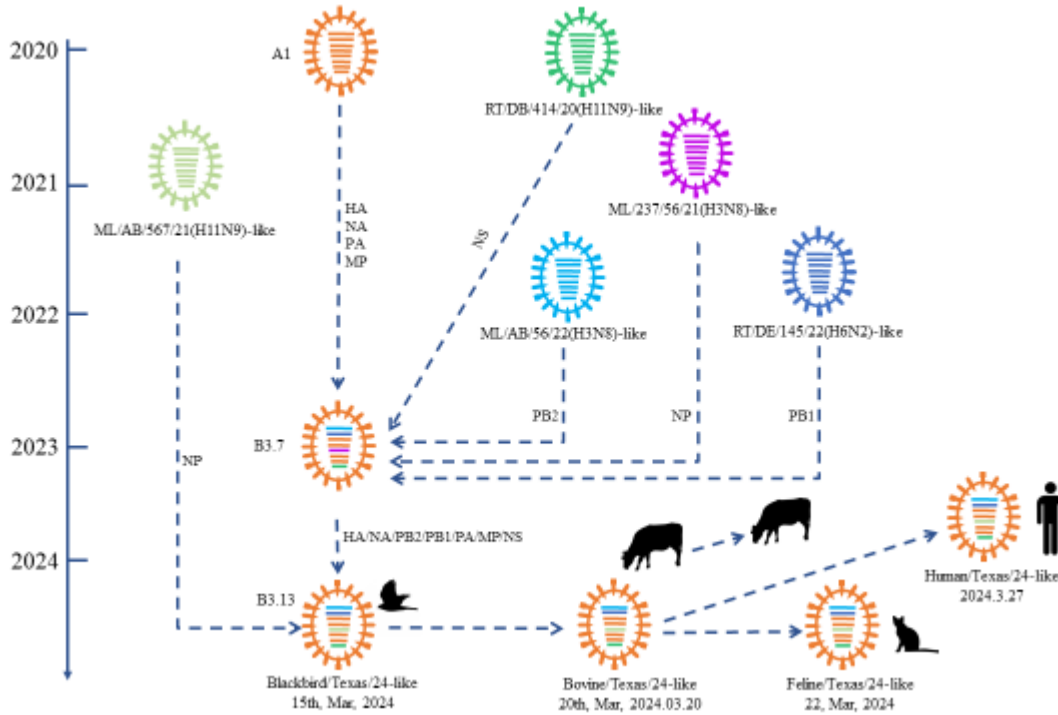 2020
A1
RT/DB/414/20(H11N9)-like
2021
ML/AB/567/21(H11N9)-like
ML/237/56/21(H3N8)-like
HA
NA
PA
MP
NS
2022
ML/AB/56/22(H3N8)-like
RT/DE/145/22(H6N2)-like
PB2
NP
PB1
2023
B3.7
NP
HA/NA/PB2/PB1/PA/MP/NS
2024
Human/Texas/24-like
2024.3.27
B3.13
Blackbird/Texas/24-like
15th, Mar, 2024
Bovine/Texas/24-like
20th, Mar, 2024.03.20
Feline/Texas/24-like
22, Mar, 2024